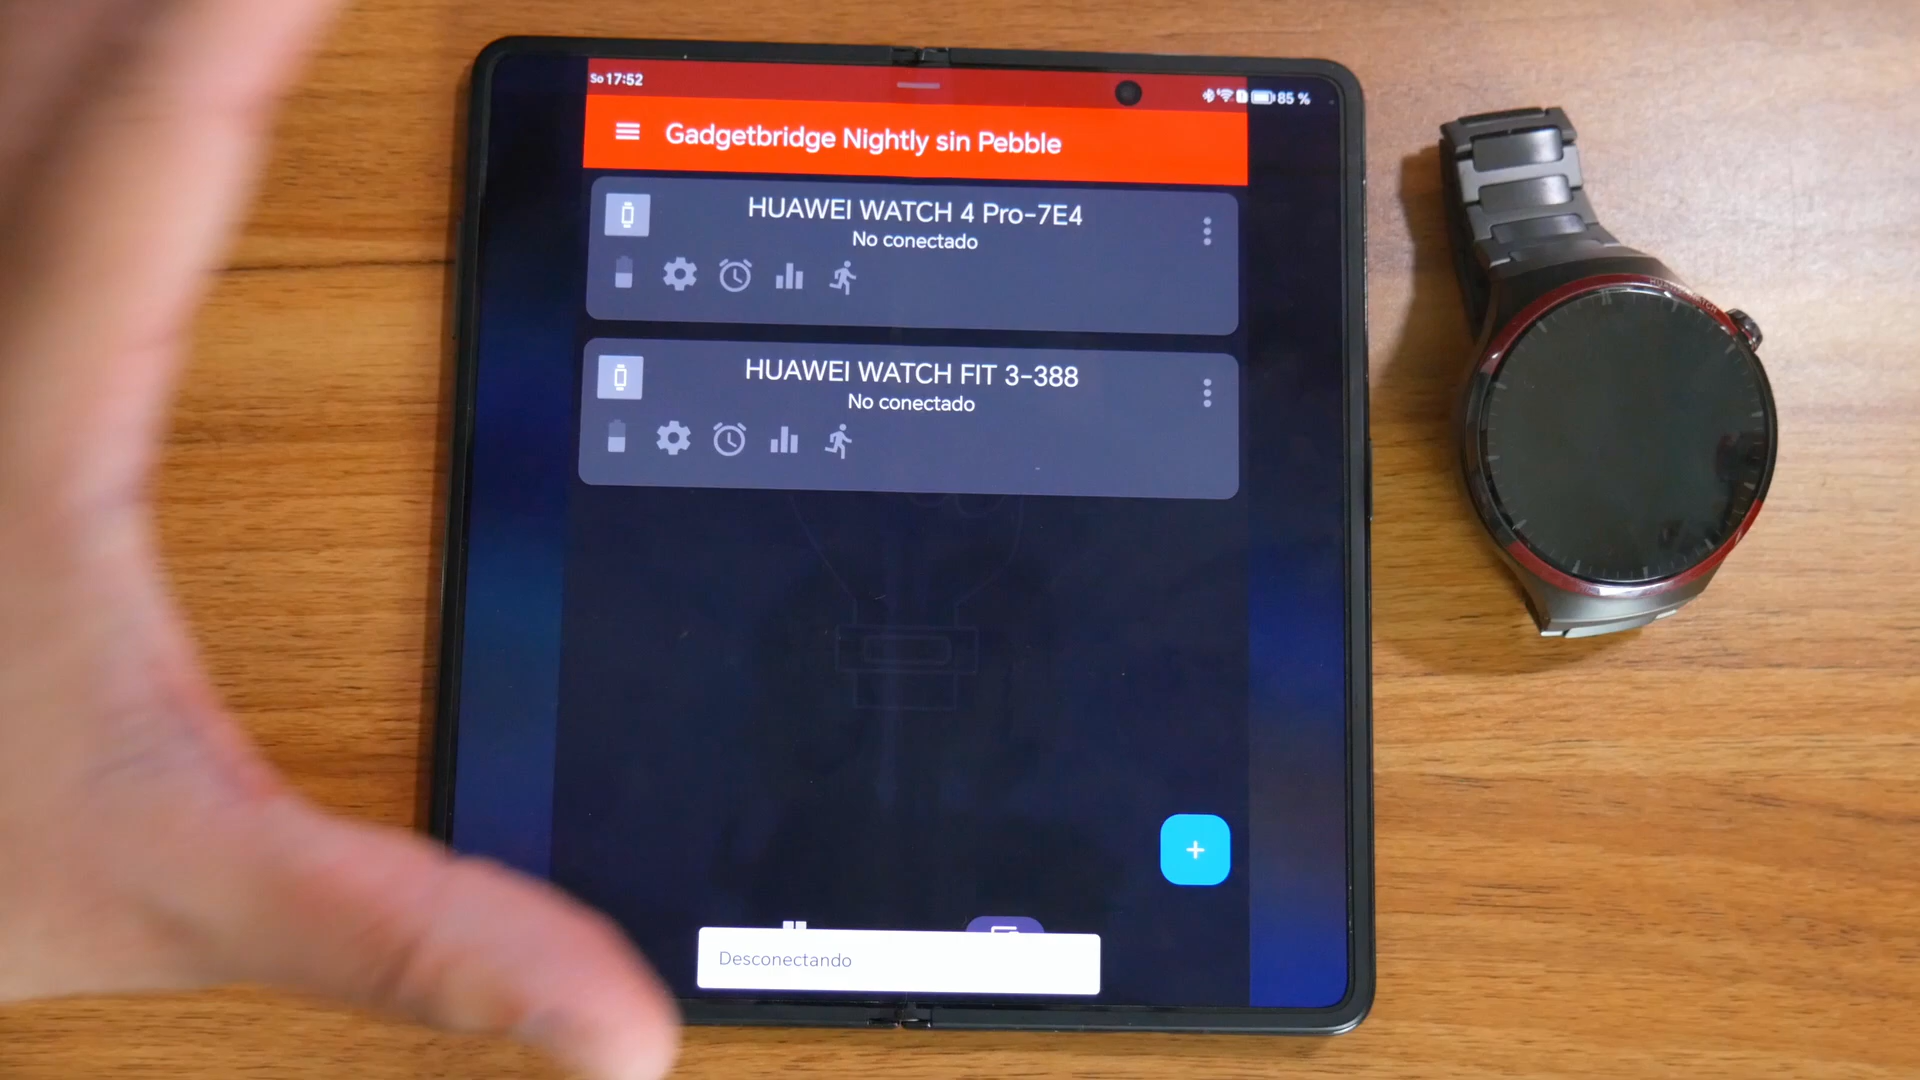 So 17:52
85 %
Gadgetbridge Nightly sin Pebble
HUAWEI WATCH 4 Pro-7E4
No conectado
HUAWEI WATCH FIT 3-388
No conectado
+
Desconectando